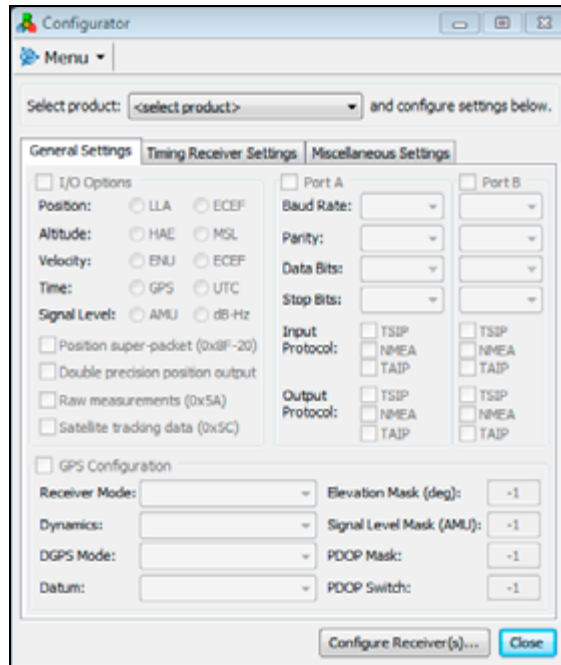 Configurator
Menu
Select product: <select product> and configure settings below.
General Settings Timing Receiver Settings Miscellaneous Settings
I/O Options
Position: LLA ECEF
Altitude: HAE MSL
Velocity: ENU ECEF
Time: GPS UTC
Signal Level: AMU dB-Hz
Position super-packet (0x8F-20)
Double precision position output
Raw measurements (0x5A)
Satellite tracking data (0x5C)
Port A Port B
Baud Rate:
Parity:
Data Bits:
Stop Bits:
Input Protocol: TSIP TSIP
NMEA NMEA
TAIP TAIP
Output Protocol: TSIP TSIP
NMEA NMEA
TAIP TAIP
GPS Configuration
Receiver Mode: Elevation Mask (deg): -1
Dynamics: Signal Level Mask (AMU): -1
DGPS Mode: PDOP Mask: -1
Datum: PDOP Switch: -1
Configure Receiver(s)... Close